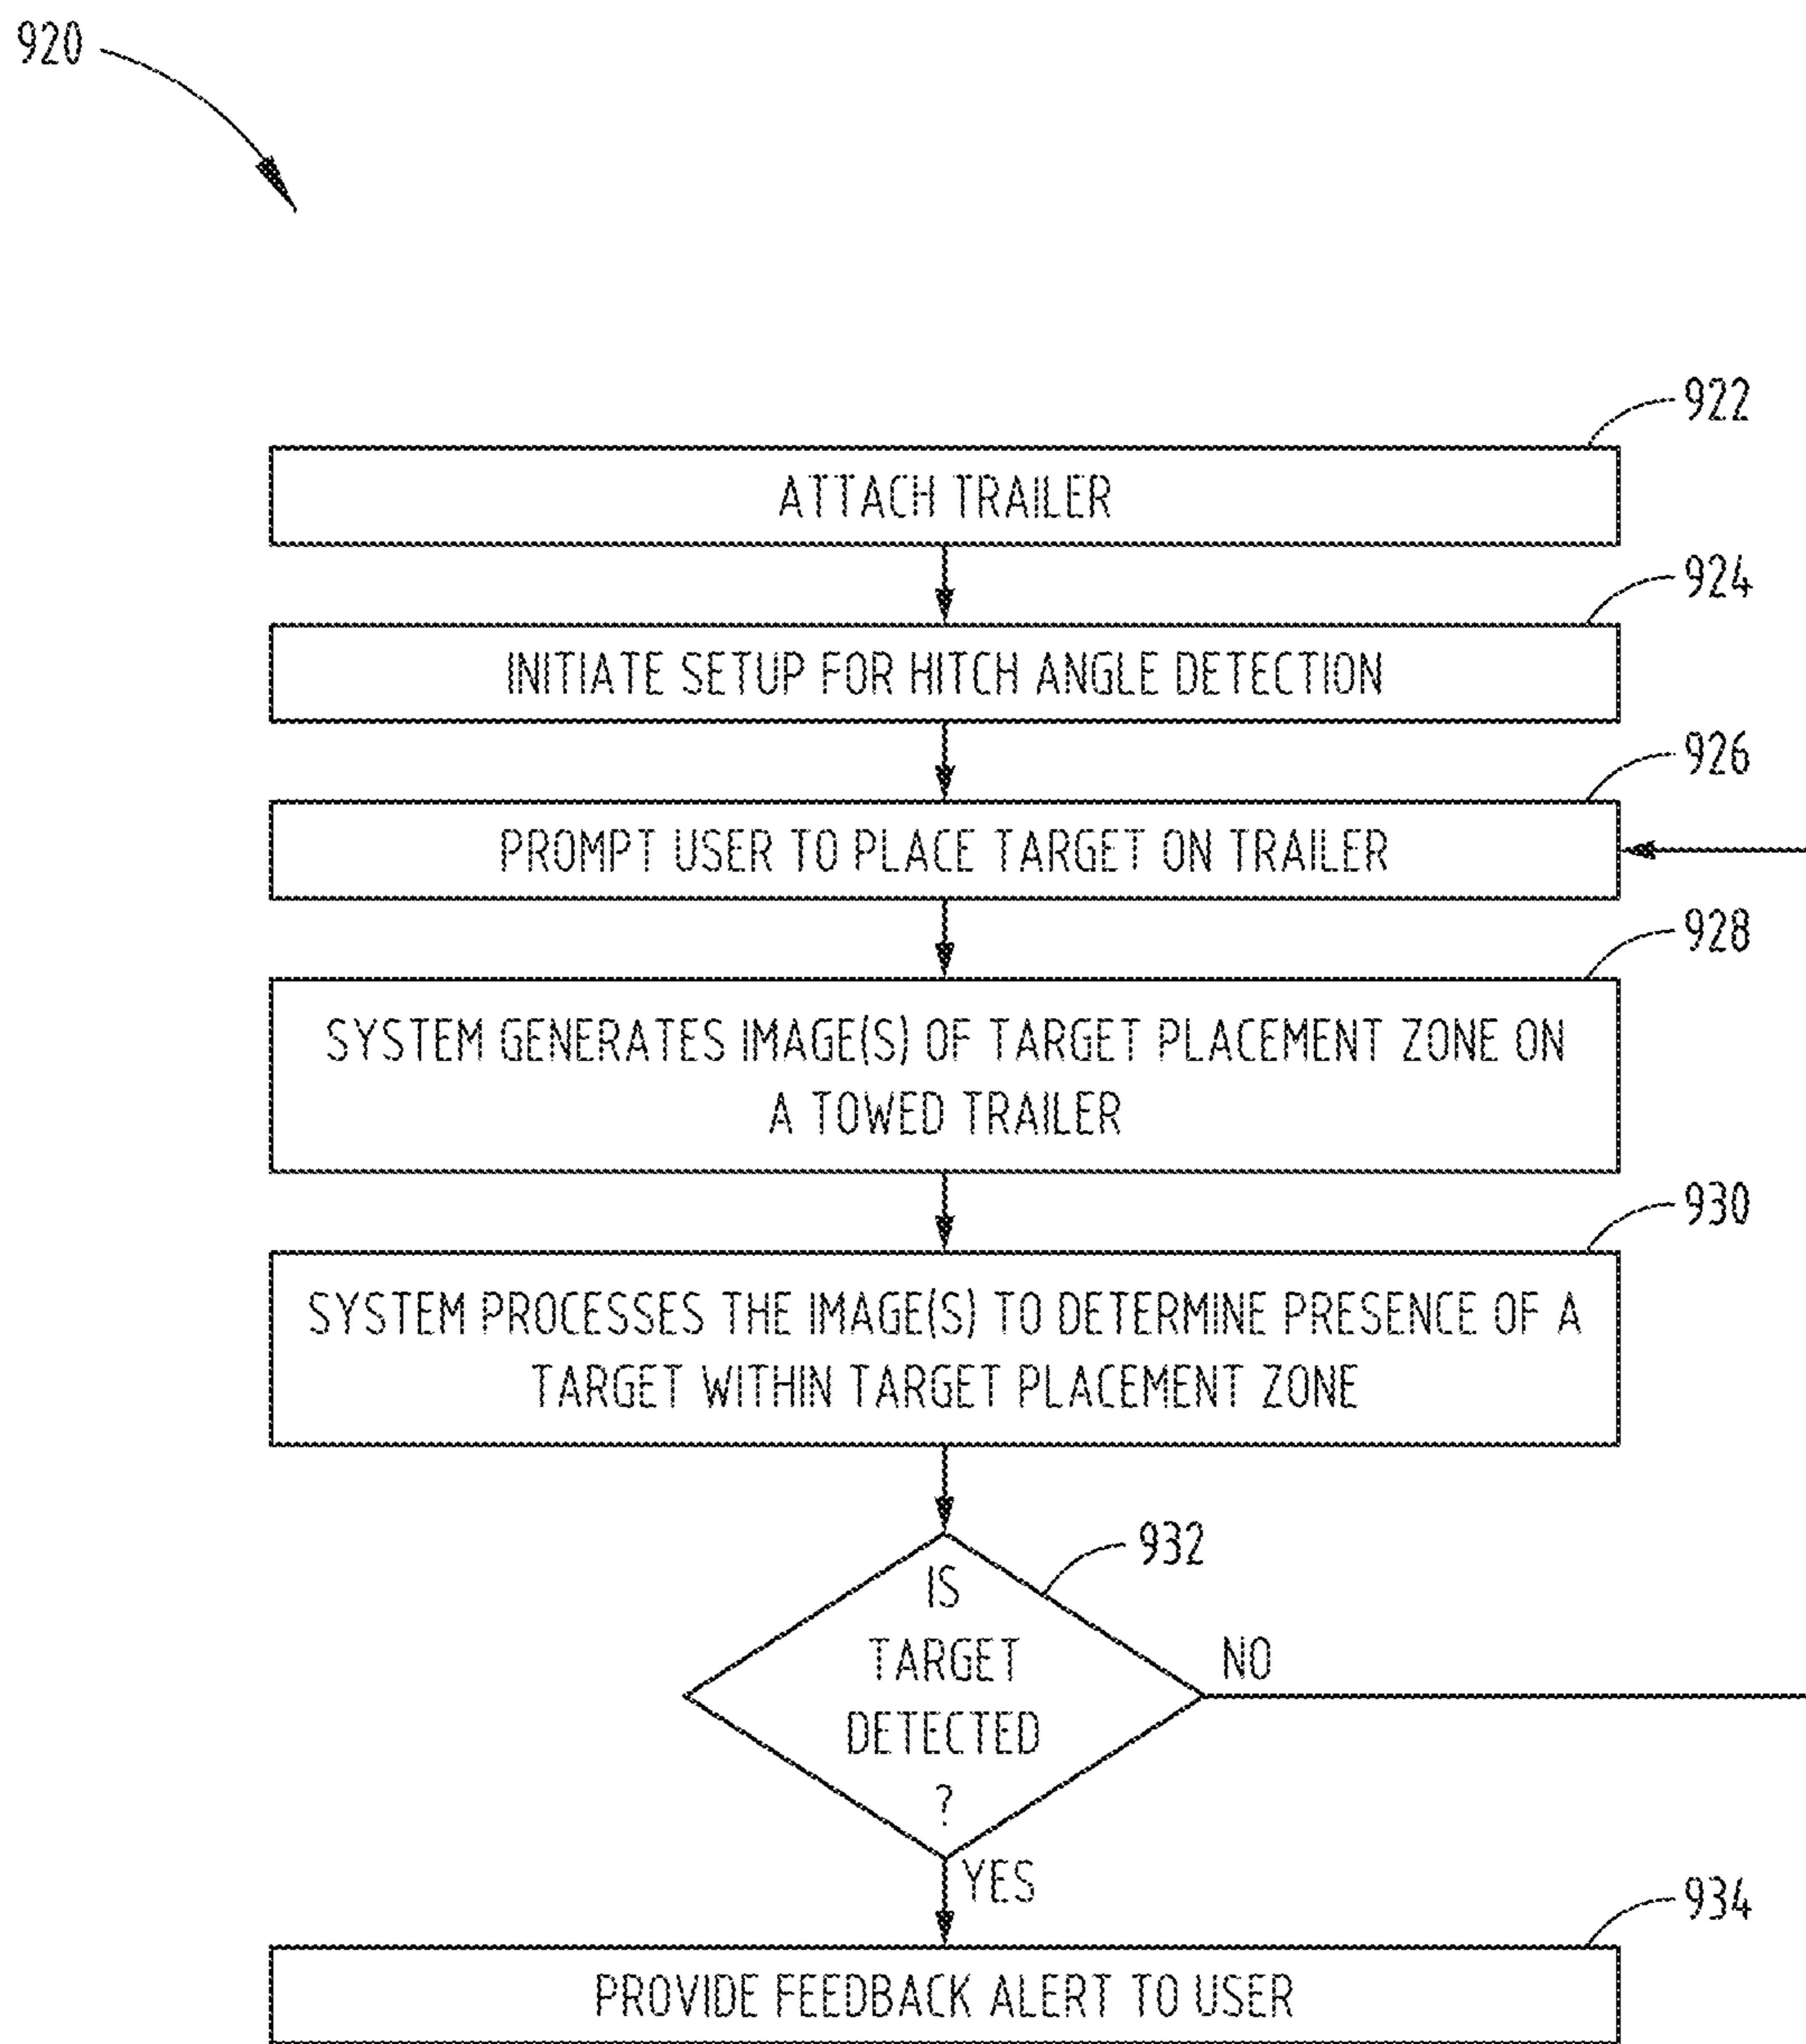 920
922
ATTACH TRAILER
924
INITIATE SETUP FOR HITCH ANGLE DETECTION
926
PROMPT USER TO PLACE TARGET ON TRAILER
928
SYSTEM GENERATES IMAGE(S) OF TARGET PLACEMENT ZONE ON
A TOWED TRAILER
930
SYSTEM PROCESSES THE IMAGE(S) TO DETERMINE PRESENCE OF A
TARGET WITHIN TARGET PLACEMENT ZONE
932
IS
TARGET
DETECTED
?
NO
YES
934
PROVIDE FEEDBACK ALERT TO USER